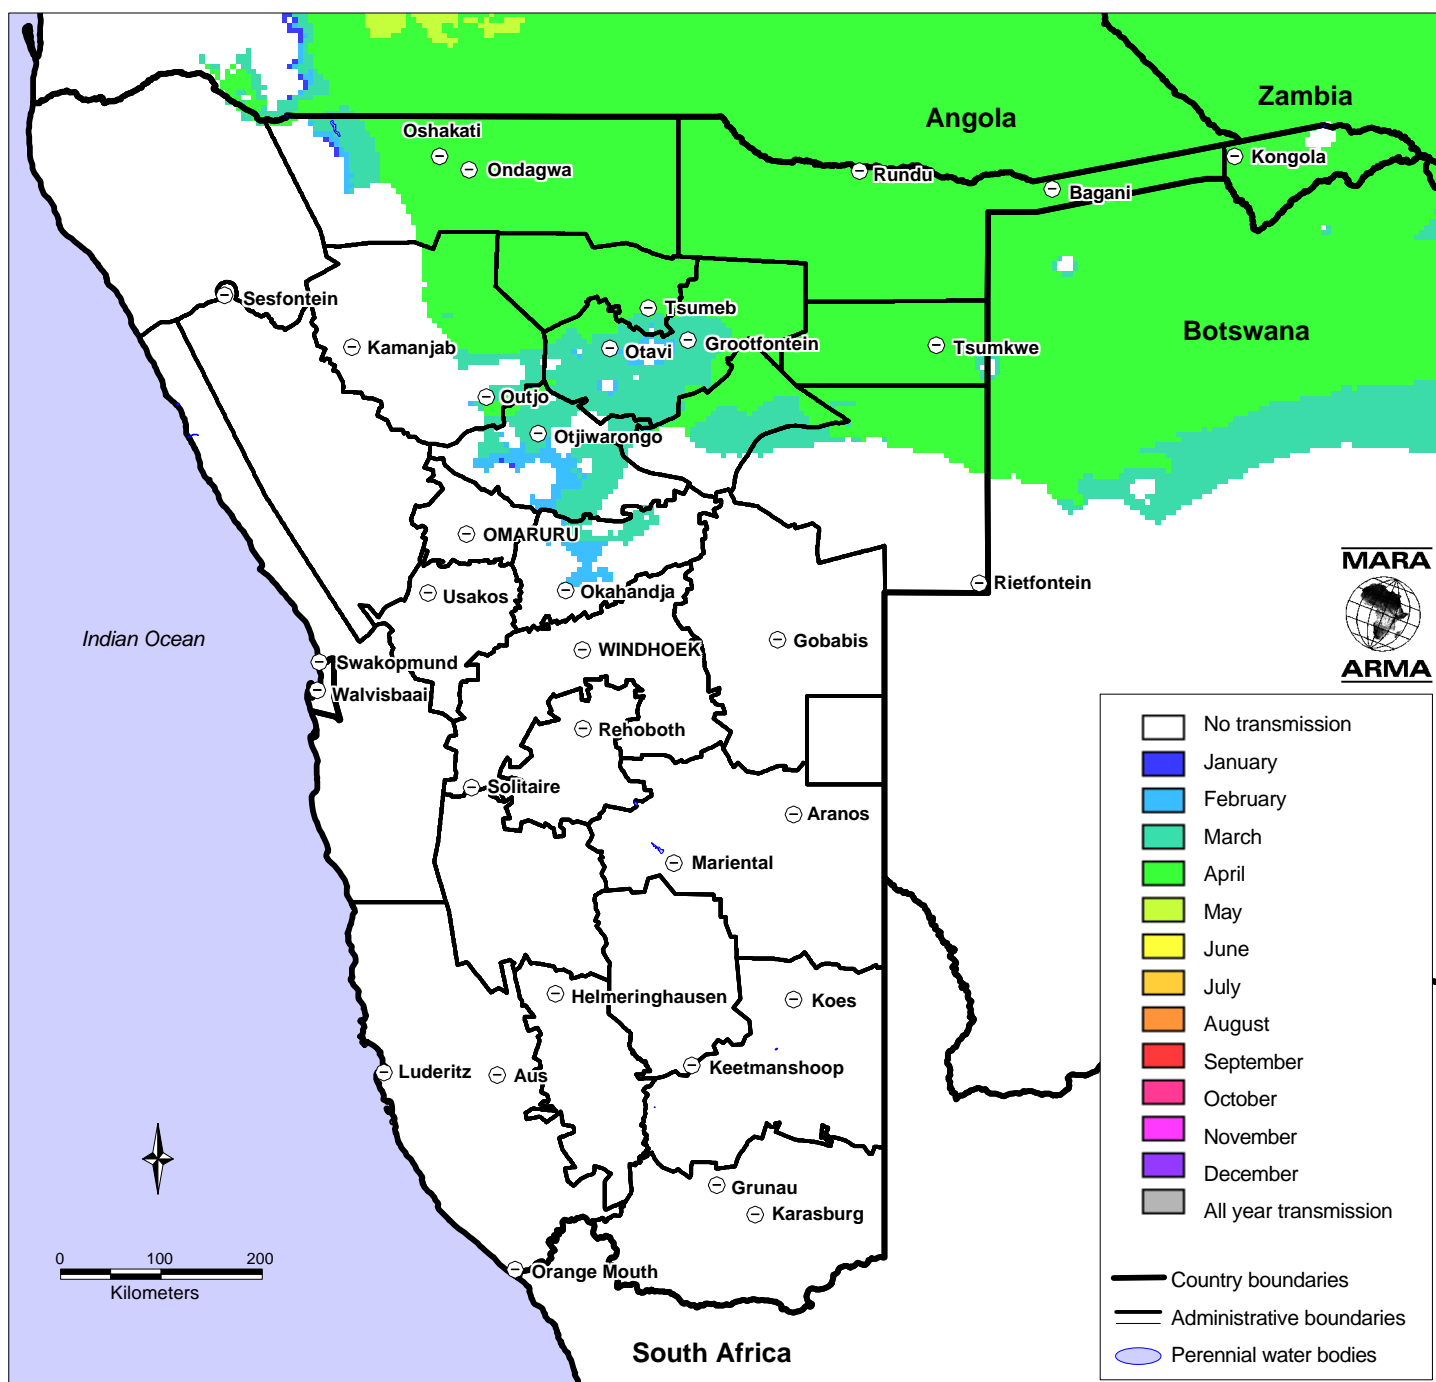 Zambia
Angola
Oshakati
Ondagwa
Rundu
Bagani
Kongola
Sesfontein
Tsumeb
Kamanjab
Otavi
Grootfontein
Tsumkwe
Botswana
Outjo
Otjiwarongo
OMARURU
Usakos
Okahandja
Rietfontein
MARA
ARMA
Indian Ocean
Swakopmund
Walvisbaai
WINDHOEK
Gobabis
Rehoboth
Solitaire
Aranos
Mariental
Helmeringhausen
Koes
Luderitz
Aus
Keetmanshoop
Grunau
Karasburg
Orange Mouth
South Africa
0 100 200
Kilometers
No transmission
January
February
March
April
May
June
July
August
September
October
November
December
All year transmission
Country boundaries
Administrative boundaries
Perennial water bodies